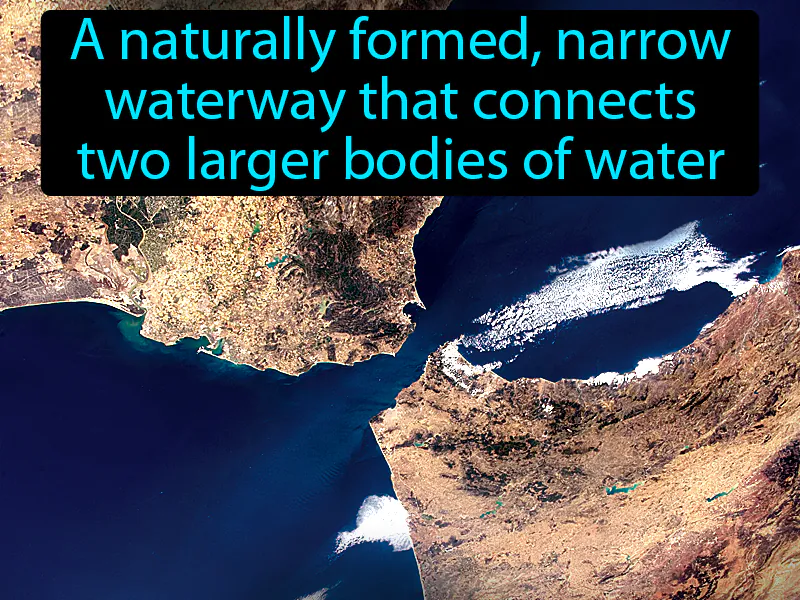 A naturally formed, narrow
waterway that connects
two larger bodies of water